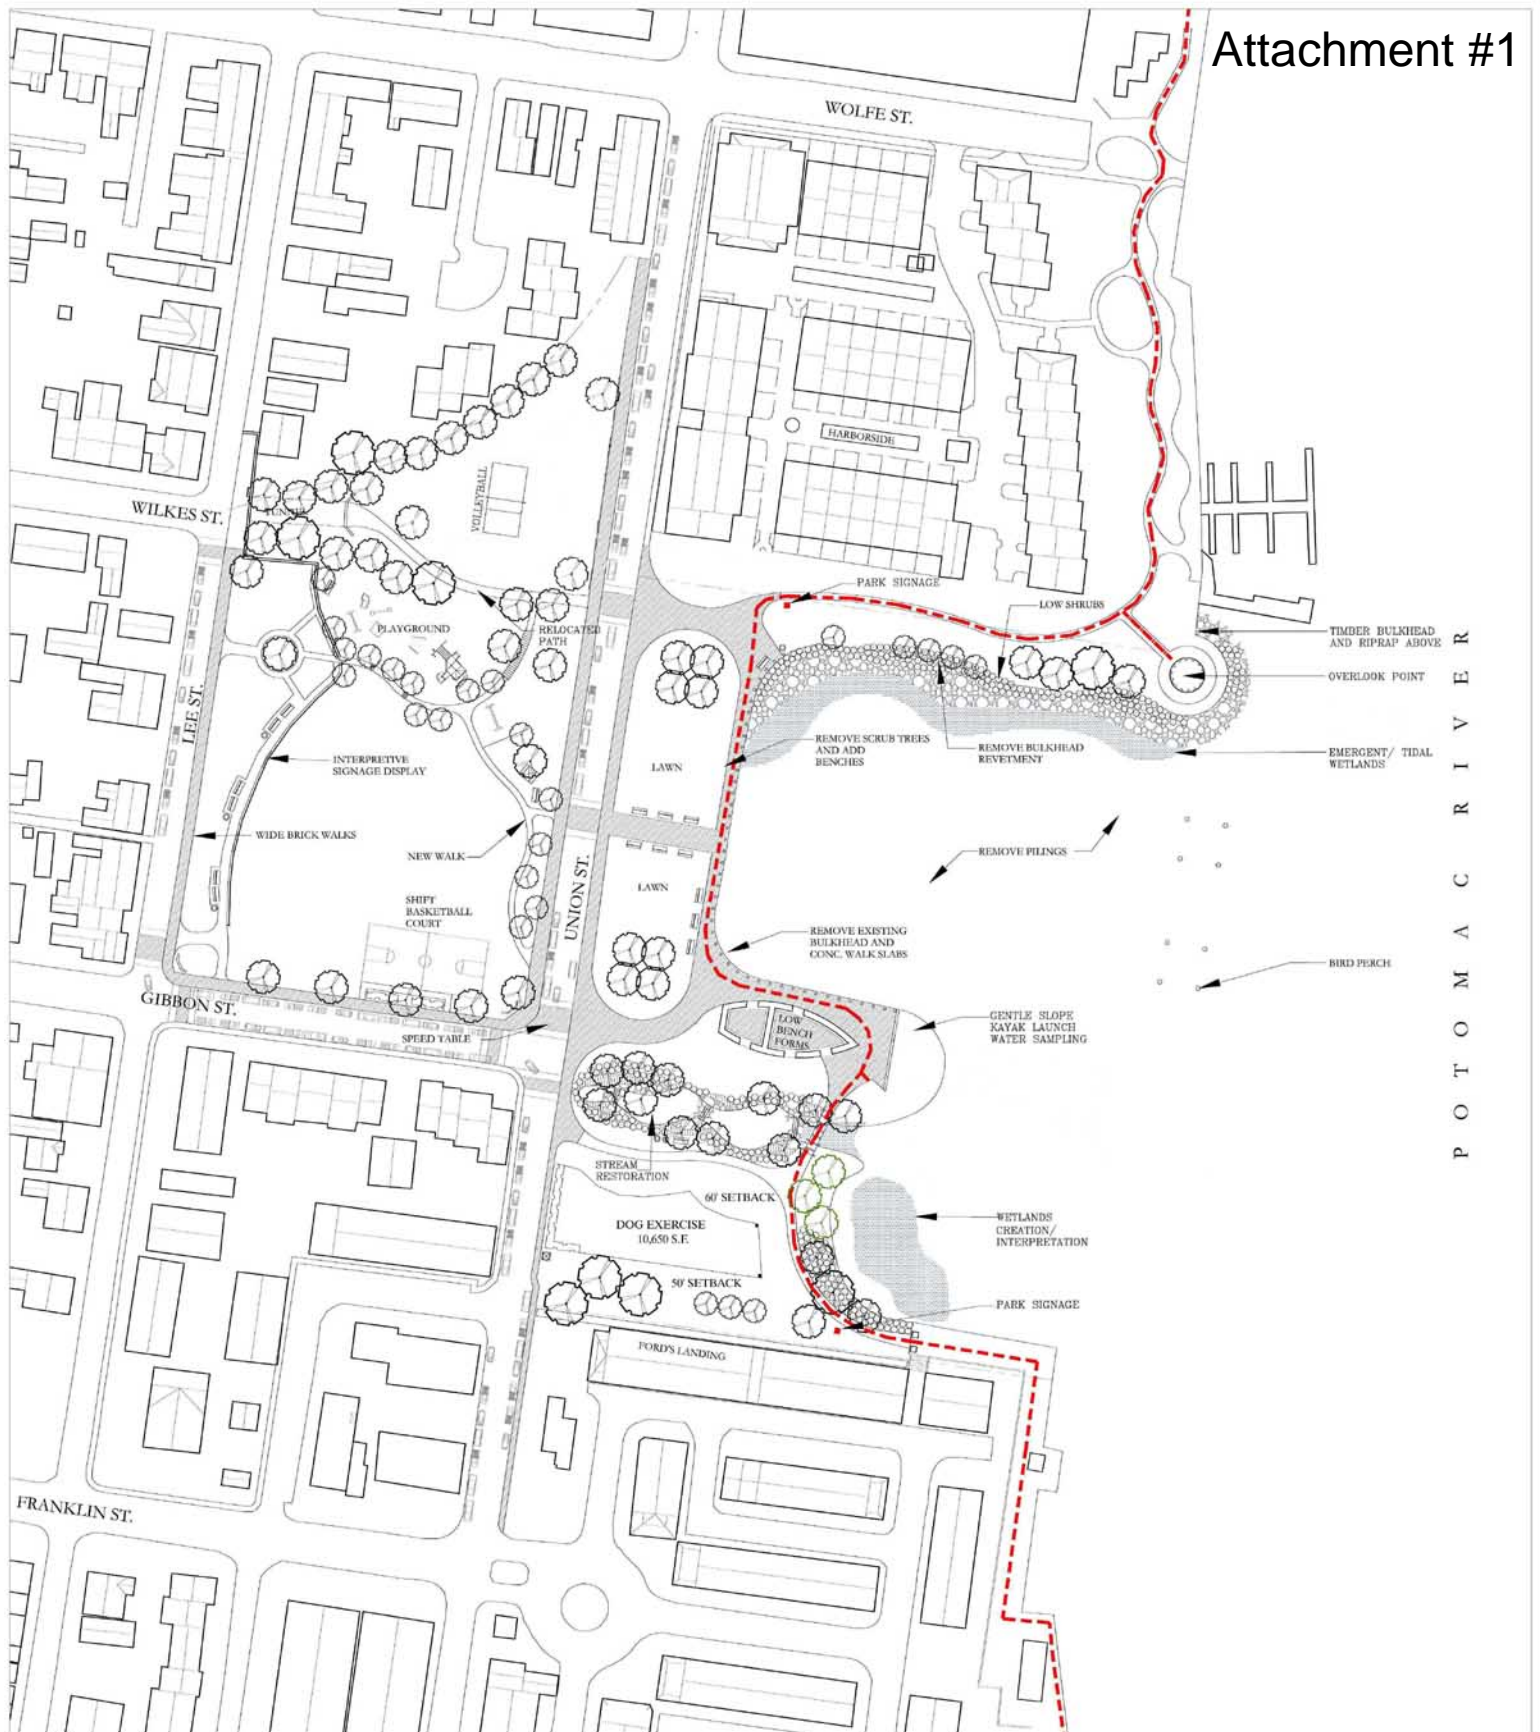 Attachment #1
WOLFE ST.
HARBORSIDE
VOLLEYBALL
WILKES ST.
PARK SIGNAGE
LOW SHRUBS
PLAYGROUND
RELOCATED
PATH
TIMBER BULKHEAD
AND RIPRAP ABOVE
OVERLOOK POINT
LEE ST.
INTERPRETIVE
SIGNAGE DISPLAY
LAWN
REMOVE SCRUB TREES
AND ADD
BENCHES
REMOVE BULKHEAD
REVETMENT
EMERGENT/ TIDAL
WETLANDS
WIDE BRICK WALKS
NEW WALK
REMOVE PILINGS
UNION ST.
LAWN
SHIFT
BASKETBALL
COURT
REMOVE EXISTING
BULKHEAD AND
CONC. WALK SLABS
BIRD PERCH
POTOMAC RIVER
GIBBON ST.
SPEED TABLE
LOW
BENCH
FORMS
GENTLE SLOPE
KAYAK LAUNCH
WATER SAMPLING
STREAM
RESTORATION
60' SETBACK
DOG EXERCISE
10,650 S.F.
WETLANDS
CREATION/
INTERPRETATION
50' SETBACK
PARK SIGNAGE
FORD'S LANDING
FRANKLIN ST.